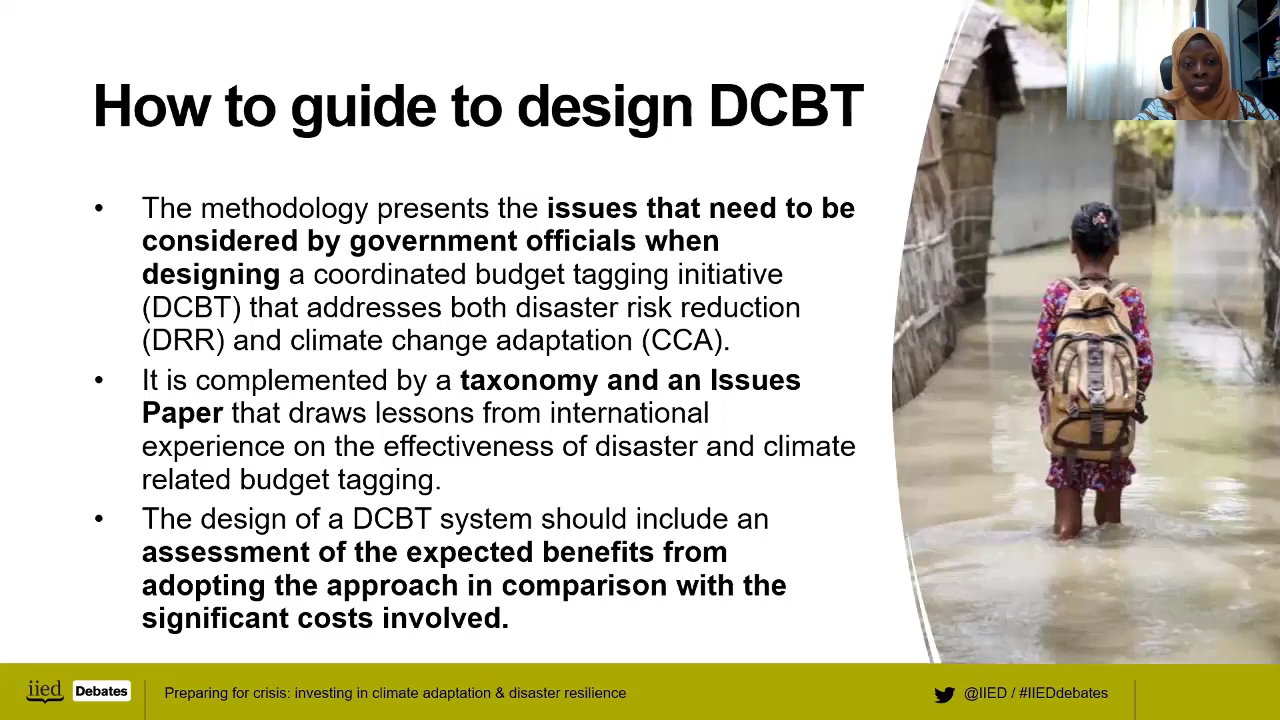 How to guide to design DCBT
• The methodology presents the issues that need to be
considered by government officials when
designing a coordinated budget tagging initiative
(DCBT) that addresses both disaster risk reduction
(DRR) and climate change adaptation (CCA).
• It is complemented by a taxonomy and an Issues
Paper that draws lessons from international
experience on the effectiveness of disaster and climate
related budget tagging.
• The design of a DCBT system should include an
assessment of the expected benefits from
adopting the approach in comparison with the
significant costs involved.
iied Debates Preparing for crisis: investing in climate adaptation & disaster resilience @IIED / #IIEDdebates